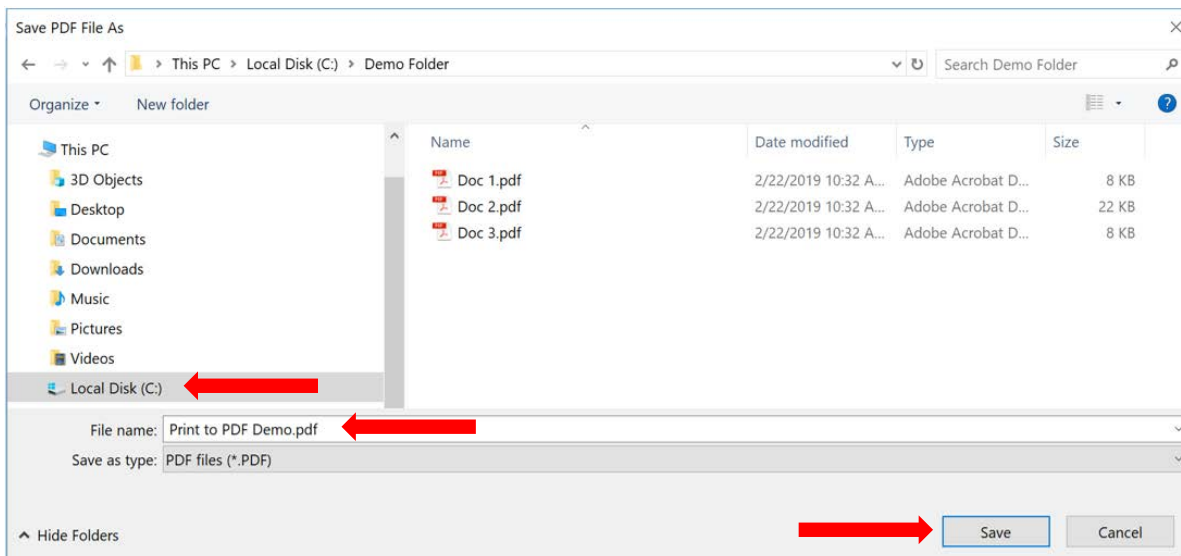 Save PDF File As
This PC > Local Disk (C:) > Demo Folder
Search Demo Folder
Organize New folder
?
Name Date modified Type Size
This PC
3D Objects
Desktop
Documents
Downloads
Music
Pictures
Videos
Local Disk (C:)
Doc 1.pdf 2/22/2019 10:32 A... Adobe Acrobat D... 8 KB
Doc 2.pdf 2/22/2019 10:32 A... Adobe Acrobat D... 22 KB
Doc 3.pdf 2/22/2019 10:32 A... Adobe Acrobat D... 8 KB
File name: Print to PDF Demo.pdf
Save as type: PDF files (*.PDF)
Hide Folders
Save Cancel